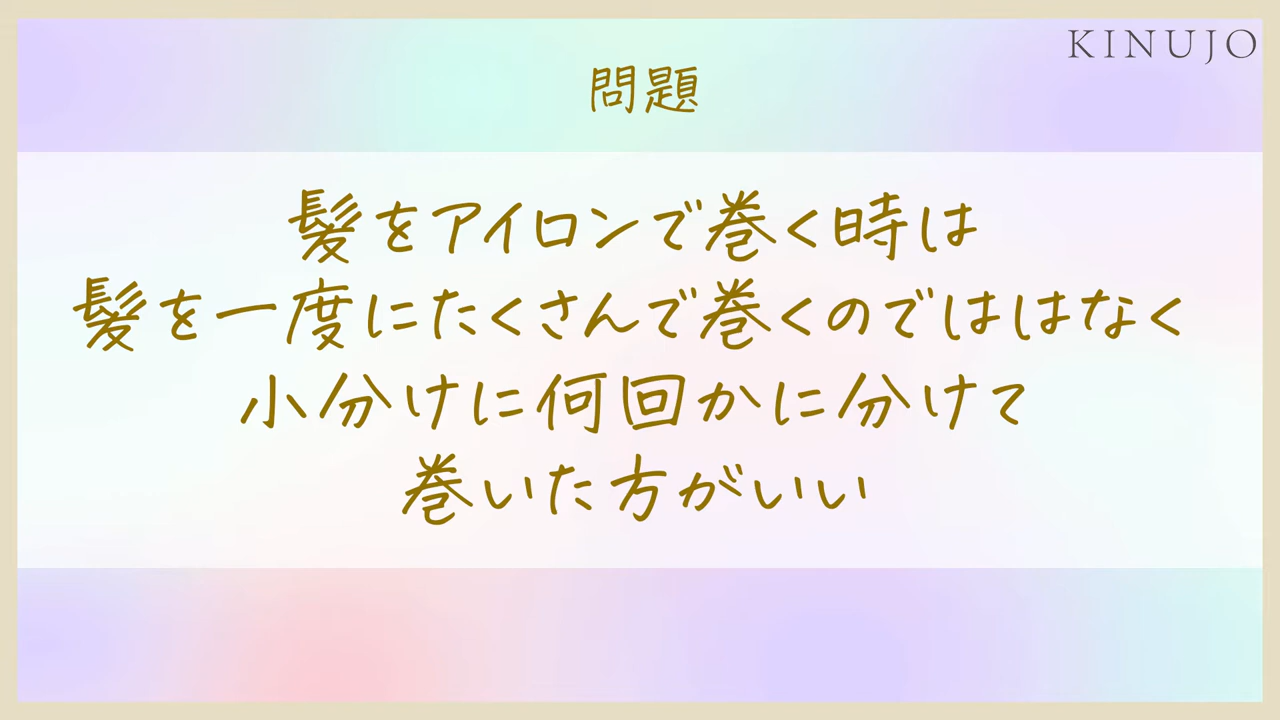 KINUJO
問題
髪をアイロンで巻く時は
髪を一度にたくさんで巻くのでははなく
小分けに何回かに分けて
巻いた方がいい